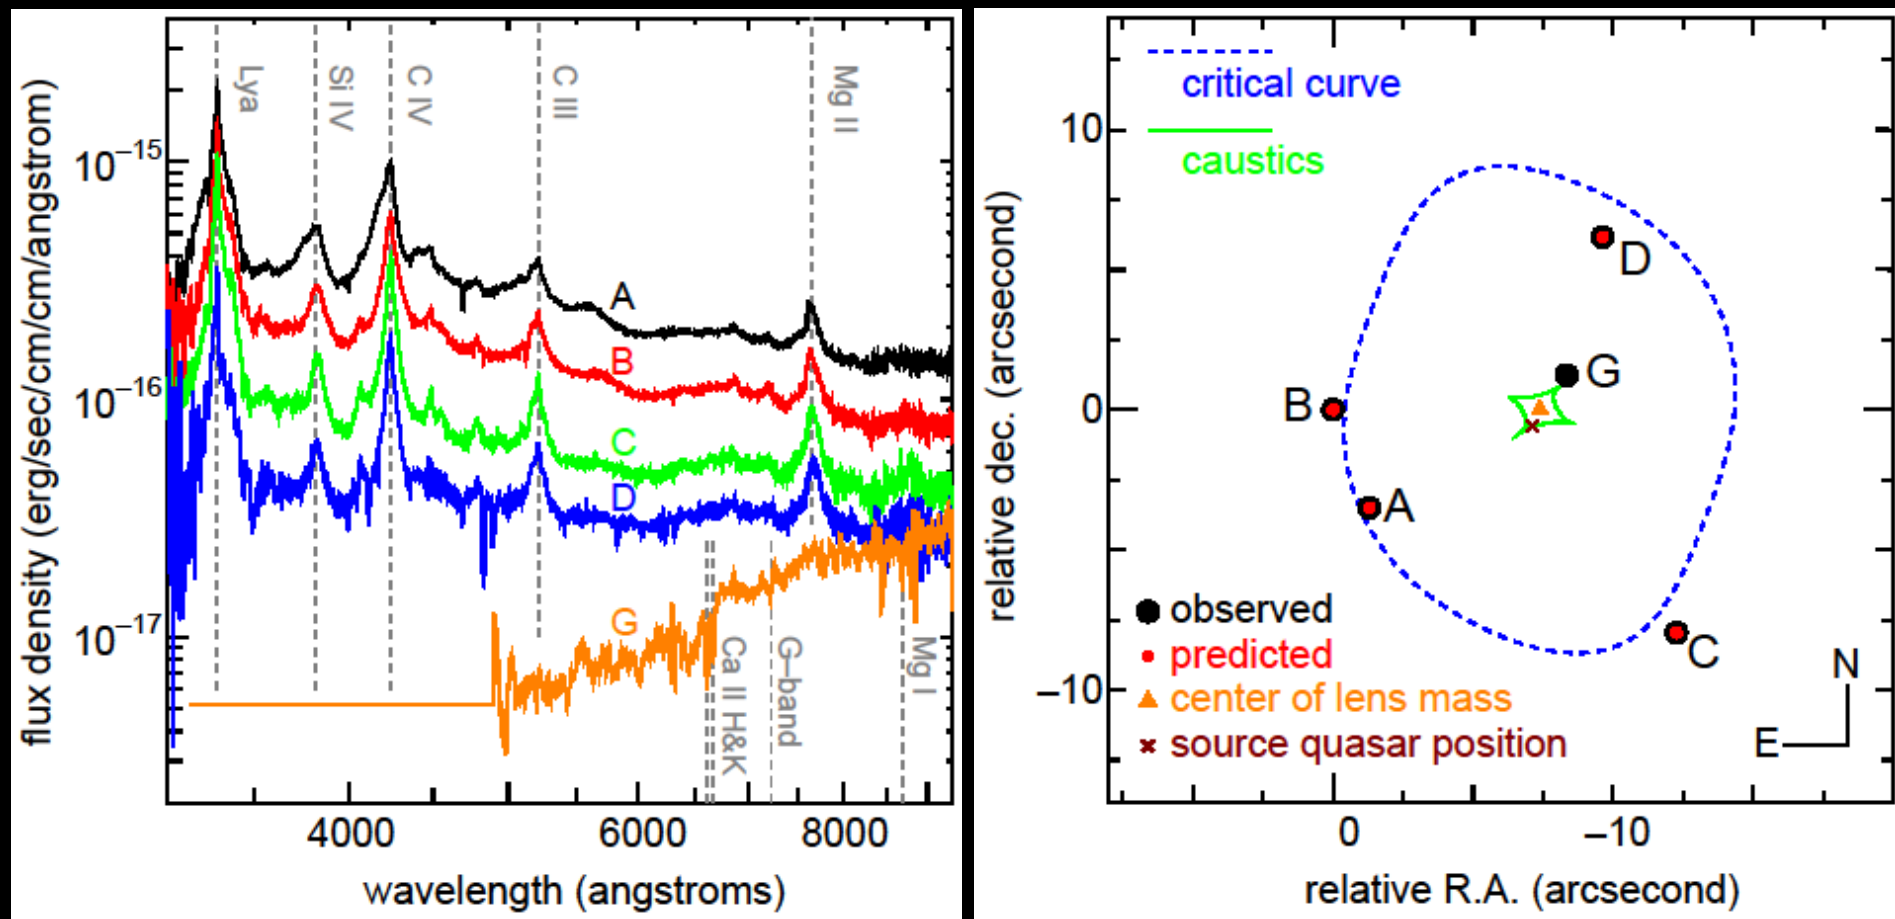 flux density (erg/sec/cm/cm/angstrom)
10⁻¹⁵
10⁻¹⁶
10⁻¹⁷
Lya
Si IV
C IV
C III
Mg II
A
B
C
D
G
Ca II H&K
G-band
Mg I
4000 6000 8000
wavelength (angstroms)
relative dec. (arcsecond)
10
0
−10
critical curve
caustics
D
G
B
A
C
observed
predicted
center of lens mass
source quasar position
N
E
0 −10
relative R.A. (arcsecond)